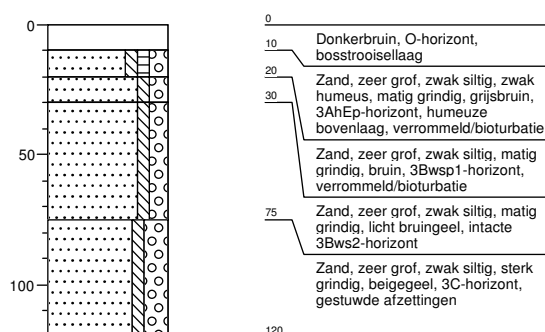 0
50
100
0
Donkerbruin, O-horizont,
bosstrooisellaag
10
Zand, zeer grof, zwak siltig, zwak
humeus, matig grindig, grijsbruin,
3AhEp-horizont, humeuze
bovenlaag, verrommeld/bioturbatie
20
Zand, zeer grof, zwak siltig, matig
grindig, bruin, 3Bwsp1-horizont,
verrommeld/bioturbatie
30
Zand, zeer grof, zwak siltig, matig
grindig, licht bruingeel, intacte
3Bws2-horizont
75
Zand, zeer grof, zwak siltig, sterk
grindig, beigegeel, 3C-horizont,
gestuwde afzettingen
120